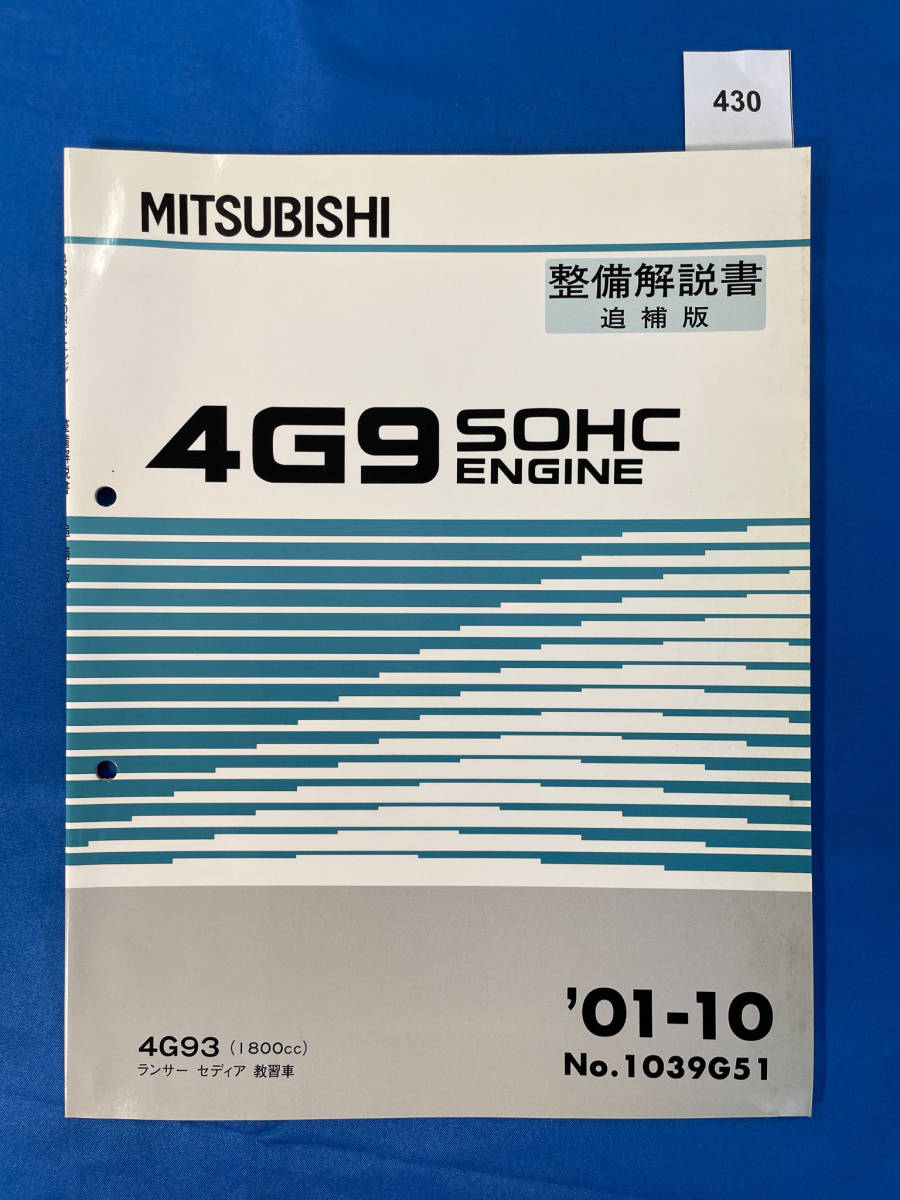 430
MITSUBISHI
整備解説書
追補版
4G9 SOHC
ENGINE
'01-10
No.1039G51
4G93 (1800cc)
ランサー セディア 教習車